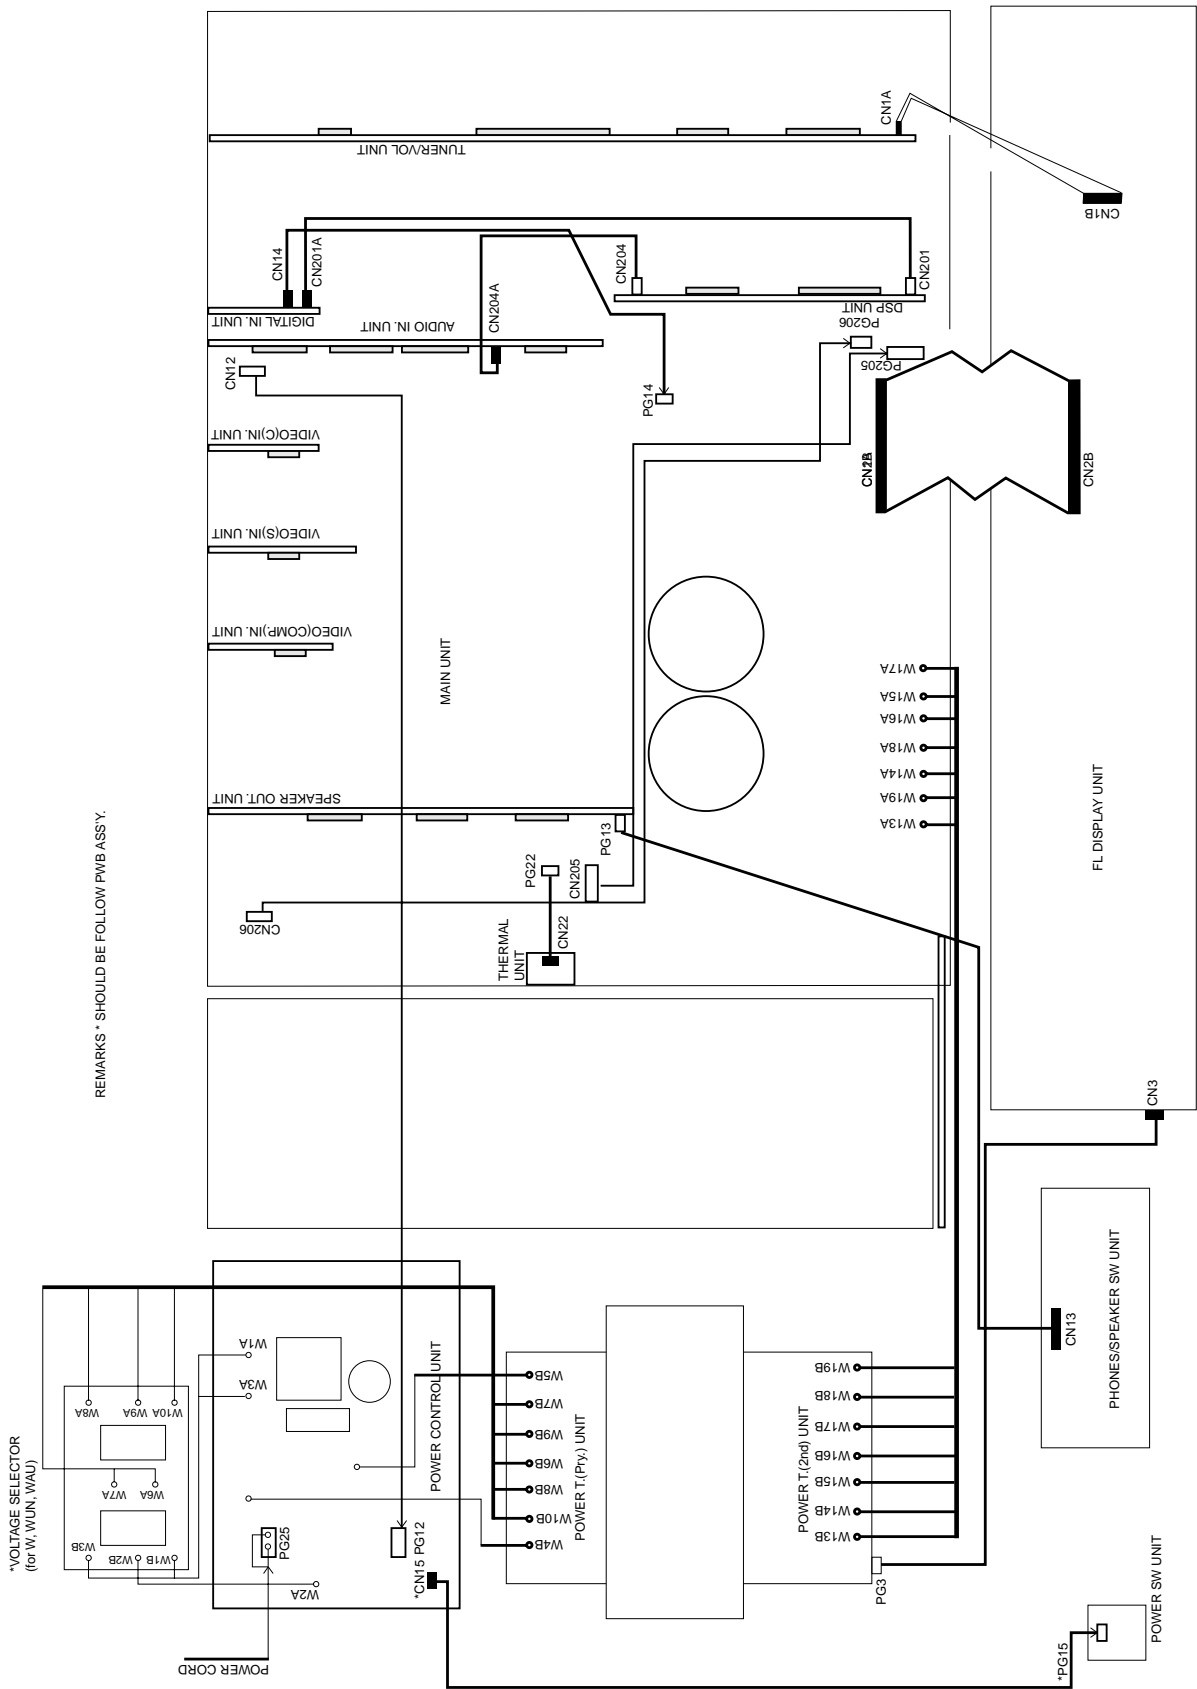 REMARKS * SHOULD BE FOLLOW PWB ASS'Y.
*VOLTAGE SELECTOR
(for W, WUN, WAU)
W8A
W9A
W10A
W7A
W6A
W3B
W2B
W1B
POWER CORD
W1A
W3A
W2A
PG25
POWER CONTROL UNIT
PG12
*CN15
W5B
W7B
W9B
W6B
W8B
W10B
W4B
POWER T.(Pry.) UNIT
POWER T.(2nd) UNIT
W19B
W18B
W17B
W16B
W15B
W14B
W13B
PG3
*PG15
POWER SW UNIT
PHONES/SPEAKER SW UNIT
CN13
CN3
FL DISPLAY UNIT
TUNER/VOL UNIT
CN1A
CN1B
CN14
CN201A
DIGITAL IN. UNIT
AUDIO IN. UNIT
CN204A
CN204
CN201
DSP UNIT
PG206
PG205
PG14
CN12
VIDEO(C)IN. UNIT
VIDEO(S)IN. UNIT
VIDEO(COMP.)IN. UNIT
MAIN UNIT
CN2B
SPEAKER OUT. UNIT
PG13
PG22
CN205
CN206
CN22
THERMAL
UNIT
W17A
W15A
W16A
W18A
W14A
W19A
W13A